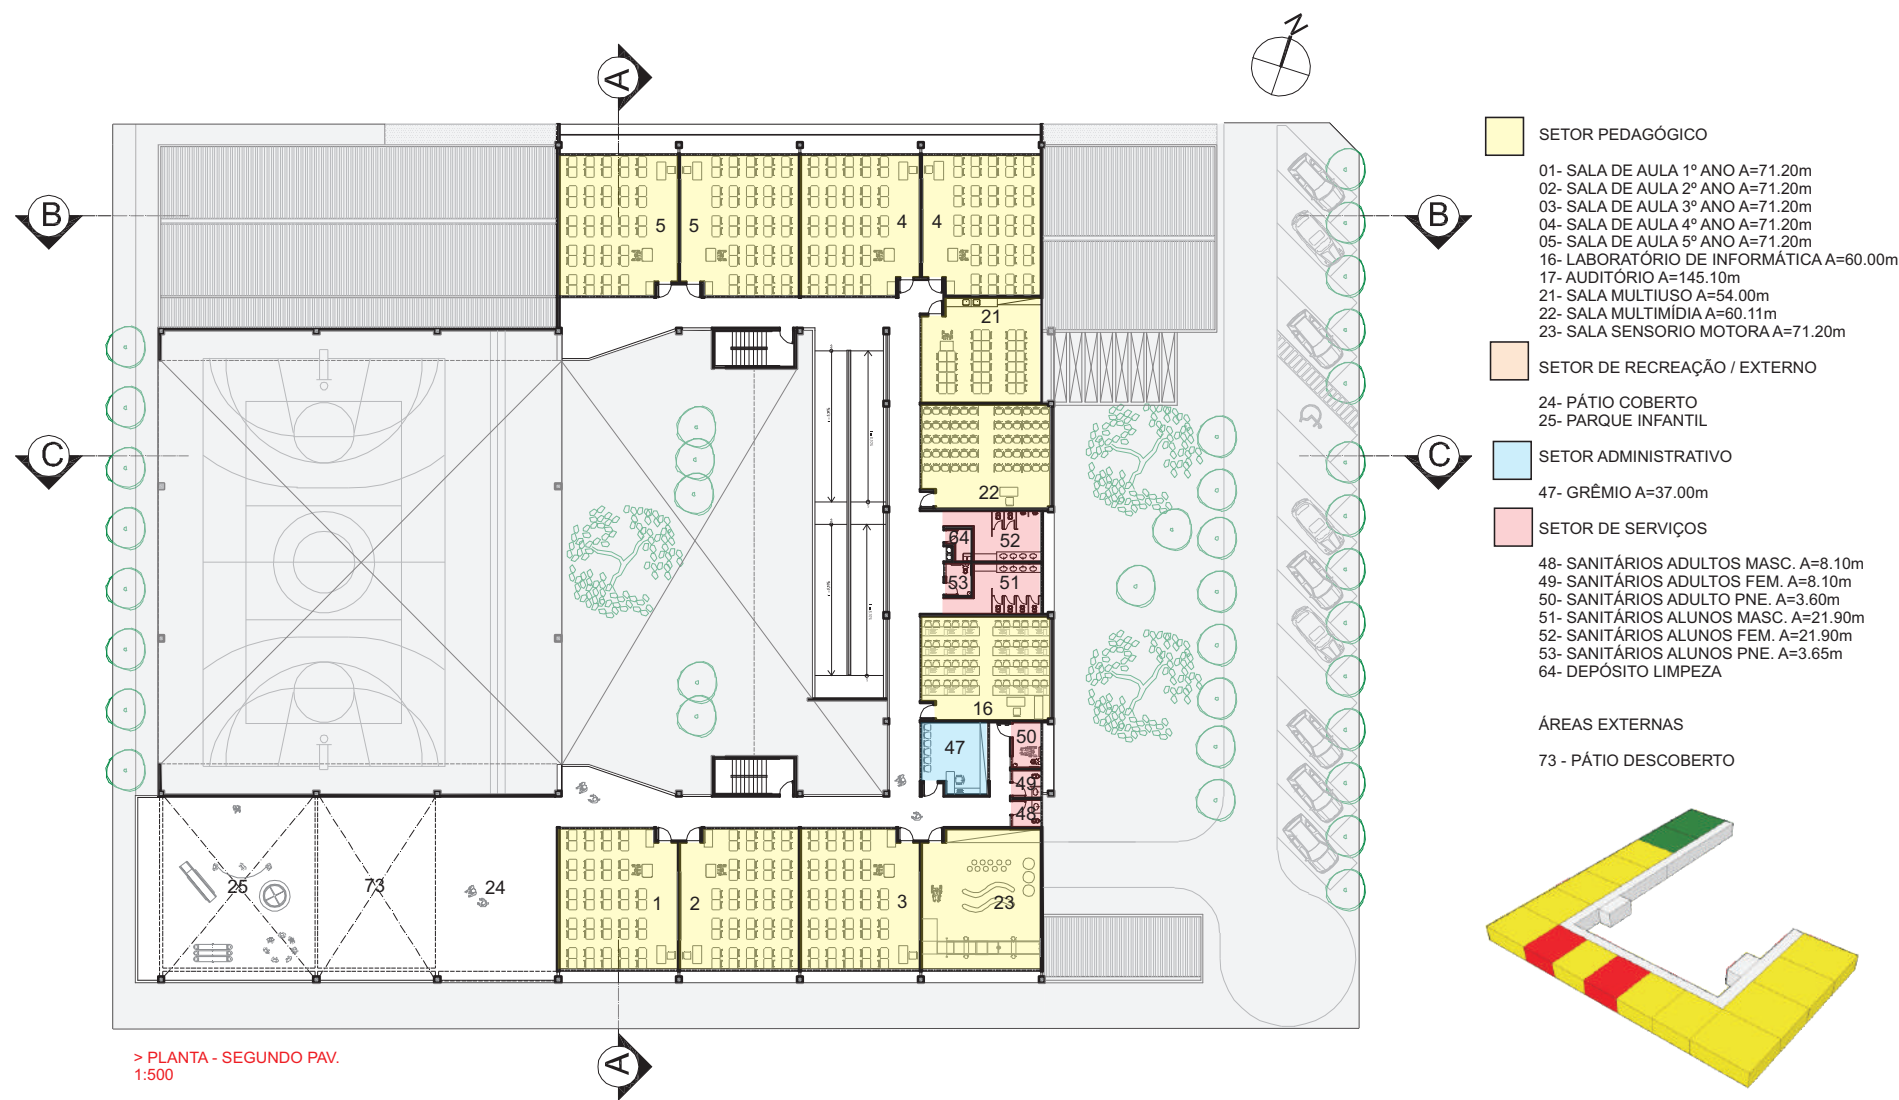 N
A
B
B
C
C
A
5
5
4
4
21
22
64
52
53
51
16
47
50
49
48
25
73
24
1
2
3
23
> PLANTA - SEGUNDO PAV.
1:500
SETOR PEDAGÓGICO
01- SALA DE AULA 1º ANO A=71.20m
02- SALA DE AULA 2º ANO A=71.20m
03- SALA DE AULA 3º ANO A=71.20m
04- SALA DE AULA 4º ANO A=71.20m
05- SALA DE AULA 5º ANO A=71.20m
16- LABORATÓRIO DE INFORMÁTICA A=60.00m
17- AUDITÓRIO A=145.10m
21- SALA MULTIUSO A=54.00m
22- SALA MULTIMÍDIA A=60.11m
23- SALA SENSORIO MOTORA A=71.20m
SETOR DE RECREAÇÃO / EXTERNO
24- PÁTIO COBERTO
25- PARQUE INFANTIL
SETOR ADMINISTRATIVO
47- GRÊMIO A=37.00m
SETOR DE SERVIÇOS
48- SANITÁRIOS ADULTOS MASC. A=8.10m
49- SANITÁRIOS ADULTOS FEM. A=8.10m
50- SANITÁRIOS ADULTO PNE. A=3.60m
51- SANITÁRIOS ALUNOS MASC. A=21.90m
52- SANITÁRIOS ALUNOS FEM. A=21.90m
53- SANITÁRIOS ALUNOS PNE. A=3.65m
64- DEPÓSITO LIMPEZA
ÁREAS EXTERNAS
73 - PÁTIO DESCOBERTO